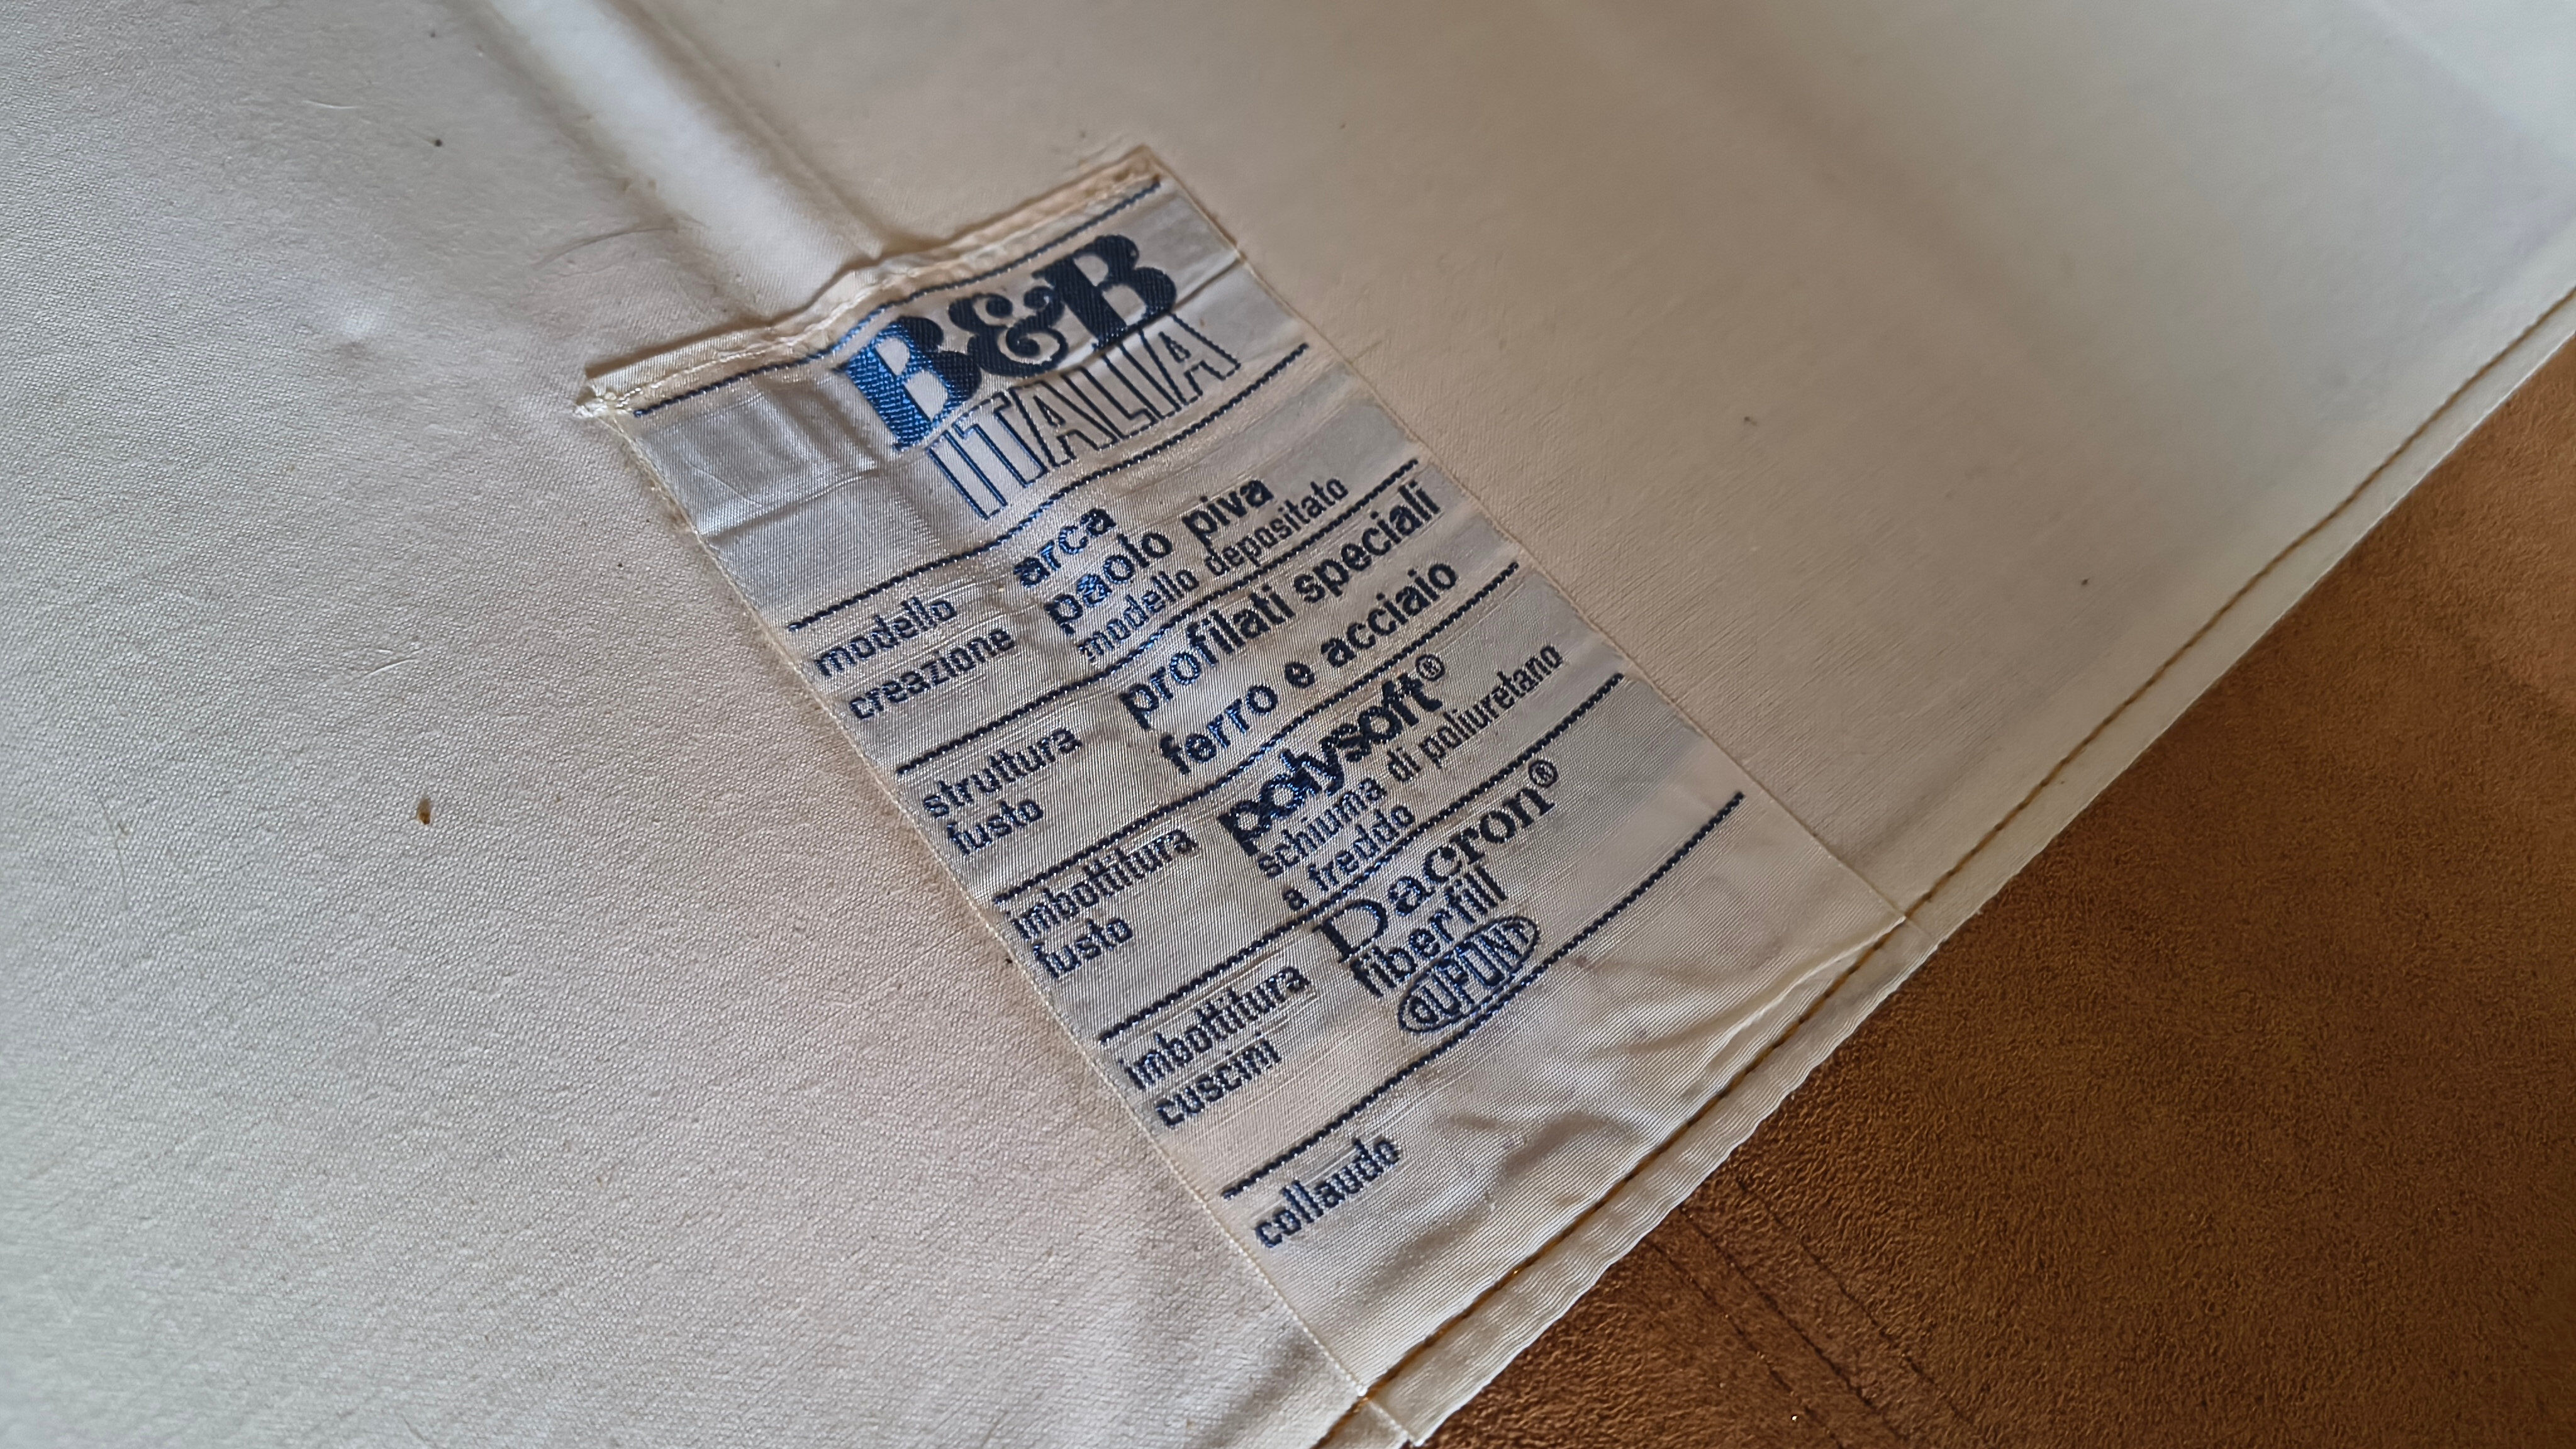 B&B
ITALIA
modello arca
creazione paolo piva
modello depositato
struttura profilati speciali
fusto ferro e acciaio
imbottitura polysoft®
fusto schiuma di poliuretano
a freddo
imbottitura Dacron®
cuscini fiberfill
DUPONT
collaudo